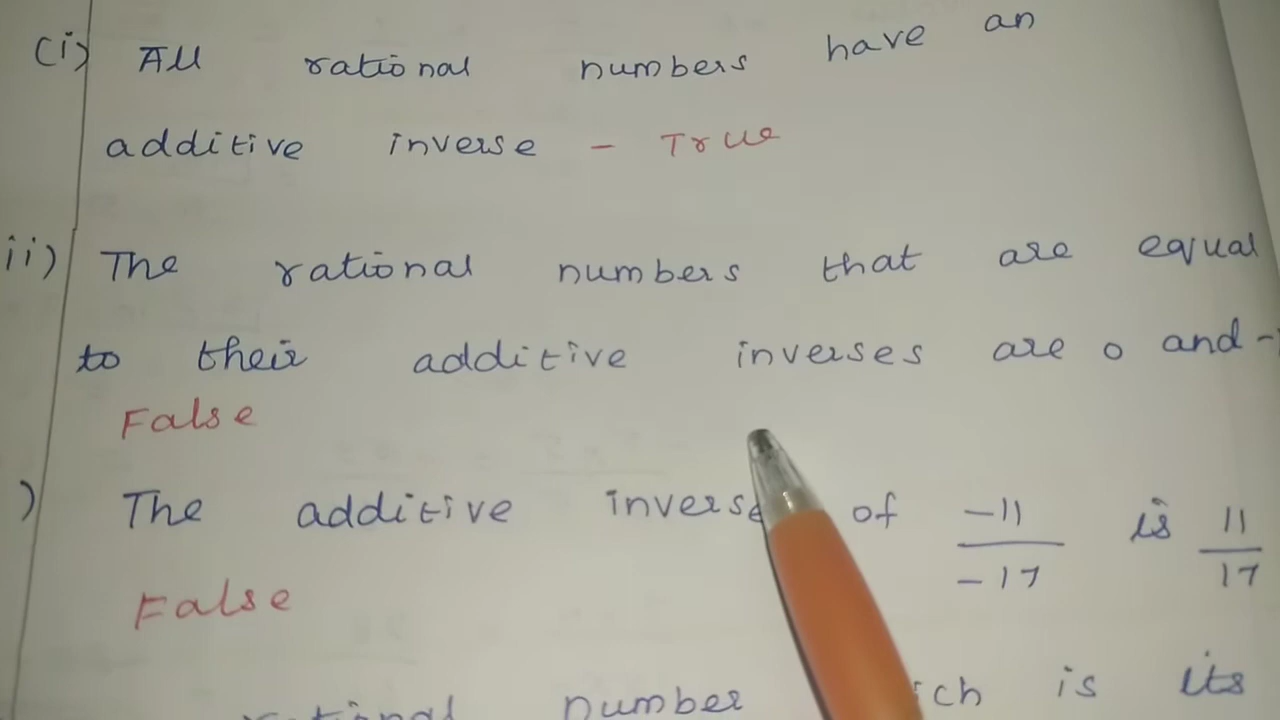 (i) All rational numbers have an
additive inverse - True
ii) The rational numbers that are equal
to their additive inverses are 0 and -
False
) The additive inverse of -11/-17 is 11/17
False
rational number its